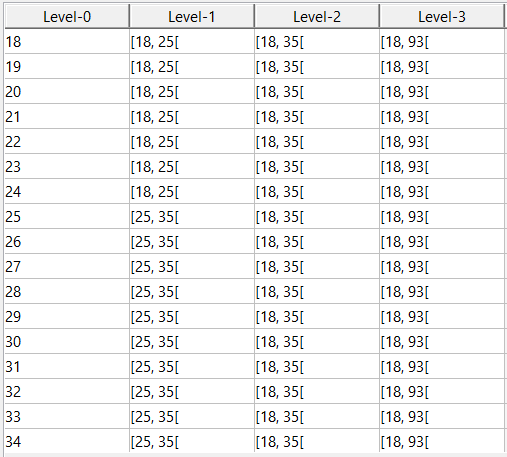 Level-0 Level-1 Level-2 Level-3
18 [18, 25[ [18, 35[ [18, 93[
19 [18, 25[ [18, 35[ [18, 93[
20 [18, 25[ [18, 35[ [18, 93[
21 [18, 25[ [18, 35[ [18, 93[
22 [18, 25[ [18, 35[ [18, 93[
23 [18, 25[ [18, 35[ [18, 93[
24 [18, 25[ [18, 35[ [18, 93[
25 [25, 35[ [18, 35[ [18, 93[
26 [25, 35[ [18, 35[ [18, 93[
27 [25, 35[ [18, 35[ [18, 93[
28 [25, 35[ [18, 35[ [18, 93[
29 [25, 35[ [18, 35[ [18, 93[
30 [25, 35[ [18, 35[ [18, 93[
31 [25, 35[ [18, 35[ [18, 93[
32 [25, 35[ [18, 35[ [18, 93[
33 [25, 35[ [18, 35[ [18, 93[
34 [25, 35[ [18, 35[ [18, 93[